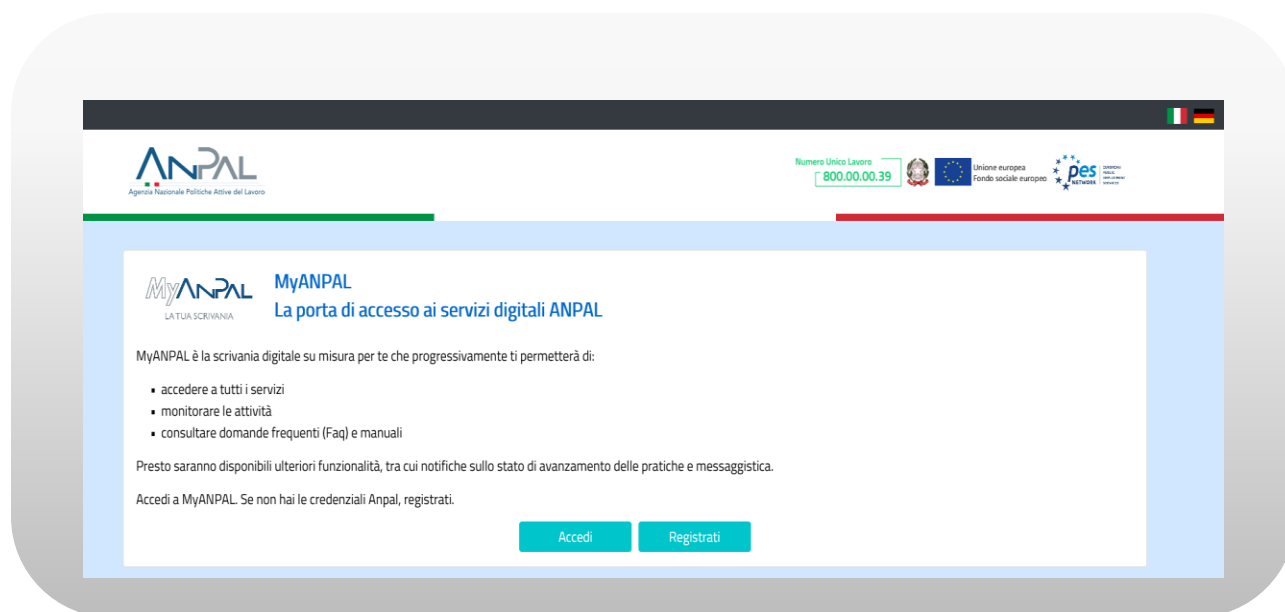 ANPAL
Agenzia Nazionale Politiche Attive del Lavoro
Numero Unico Lavoro
800.00.00.39
Unione europea
Fondo sociale europeo
pes
NETWORK
MyANPAL
LA TUA SCRIVANIA
MyANPAL
La porta di accesso ai servizi digitali ANPAL
MyANPAL è la scrivania digitale su misura per te che progressivamente ti permetterà di:
▪ accedere a tutti i servizi
▪ monitorare le attività
▪ consultare domande frequenti (Faq) e manuali
Presto saranno disponibili ulteriori funzionalità, tra cui notifiche sullo stato di avanzamento delle pratiche e messaggistica.
Accedi a MyANPAL. Se non hai le credenziali Anpal, registrati.
Accedi
Registrati